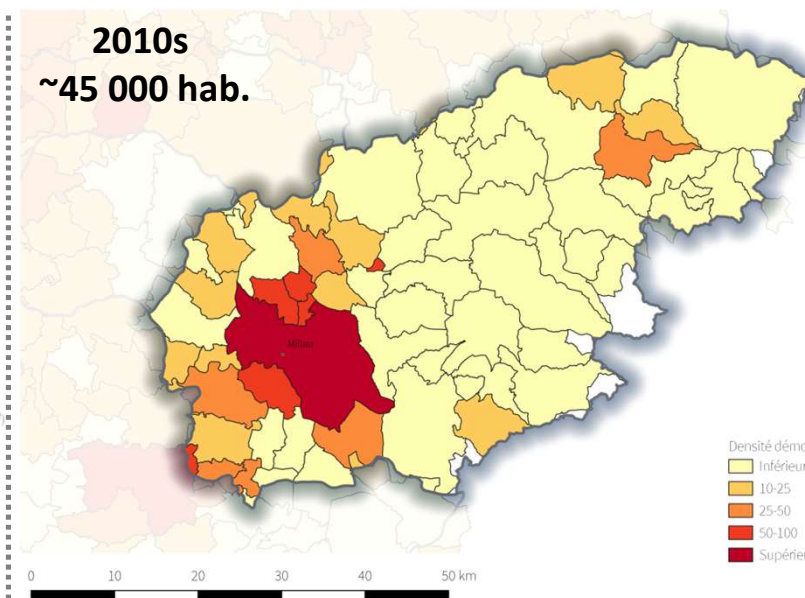 2010s
~45 000 hab.
Millau
Densité démo
Inférieur
10-25
25-50
50-100
Supérieu
0 10 20 30 40 50 km